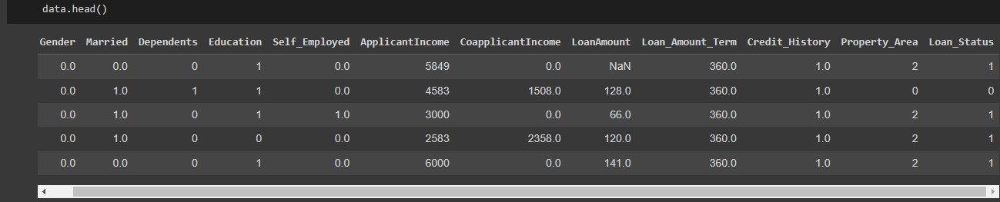 data.head()
Gender Married Dependents Education Self_Employed ApplicantIncome CoapplicantIncome LoanAmount Loan_Amount_Term Credit_History Property_Area Loan_Status
0.0 0.0 0 1 0.0 5849 0.0 NaN 360.0 1.0 2 1
0.0 1.0 1 1 0.0 4583 1508.0 128.0 360.0 1.0 0 0
0.0 1.0 0 1 1.0 3000 0.0 66.0 360.0 1.0 2 1
0.0 1.0 0 0 0.0 2583 2358.0 120.0 360.0 1.0 2 1
0.0 0.0 0 1 0.0 6000 0.0 141.0 360.0 1.0 2 1